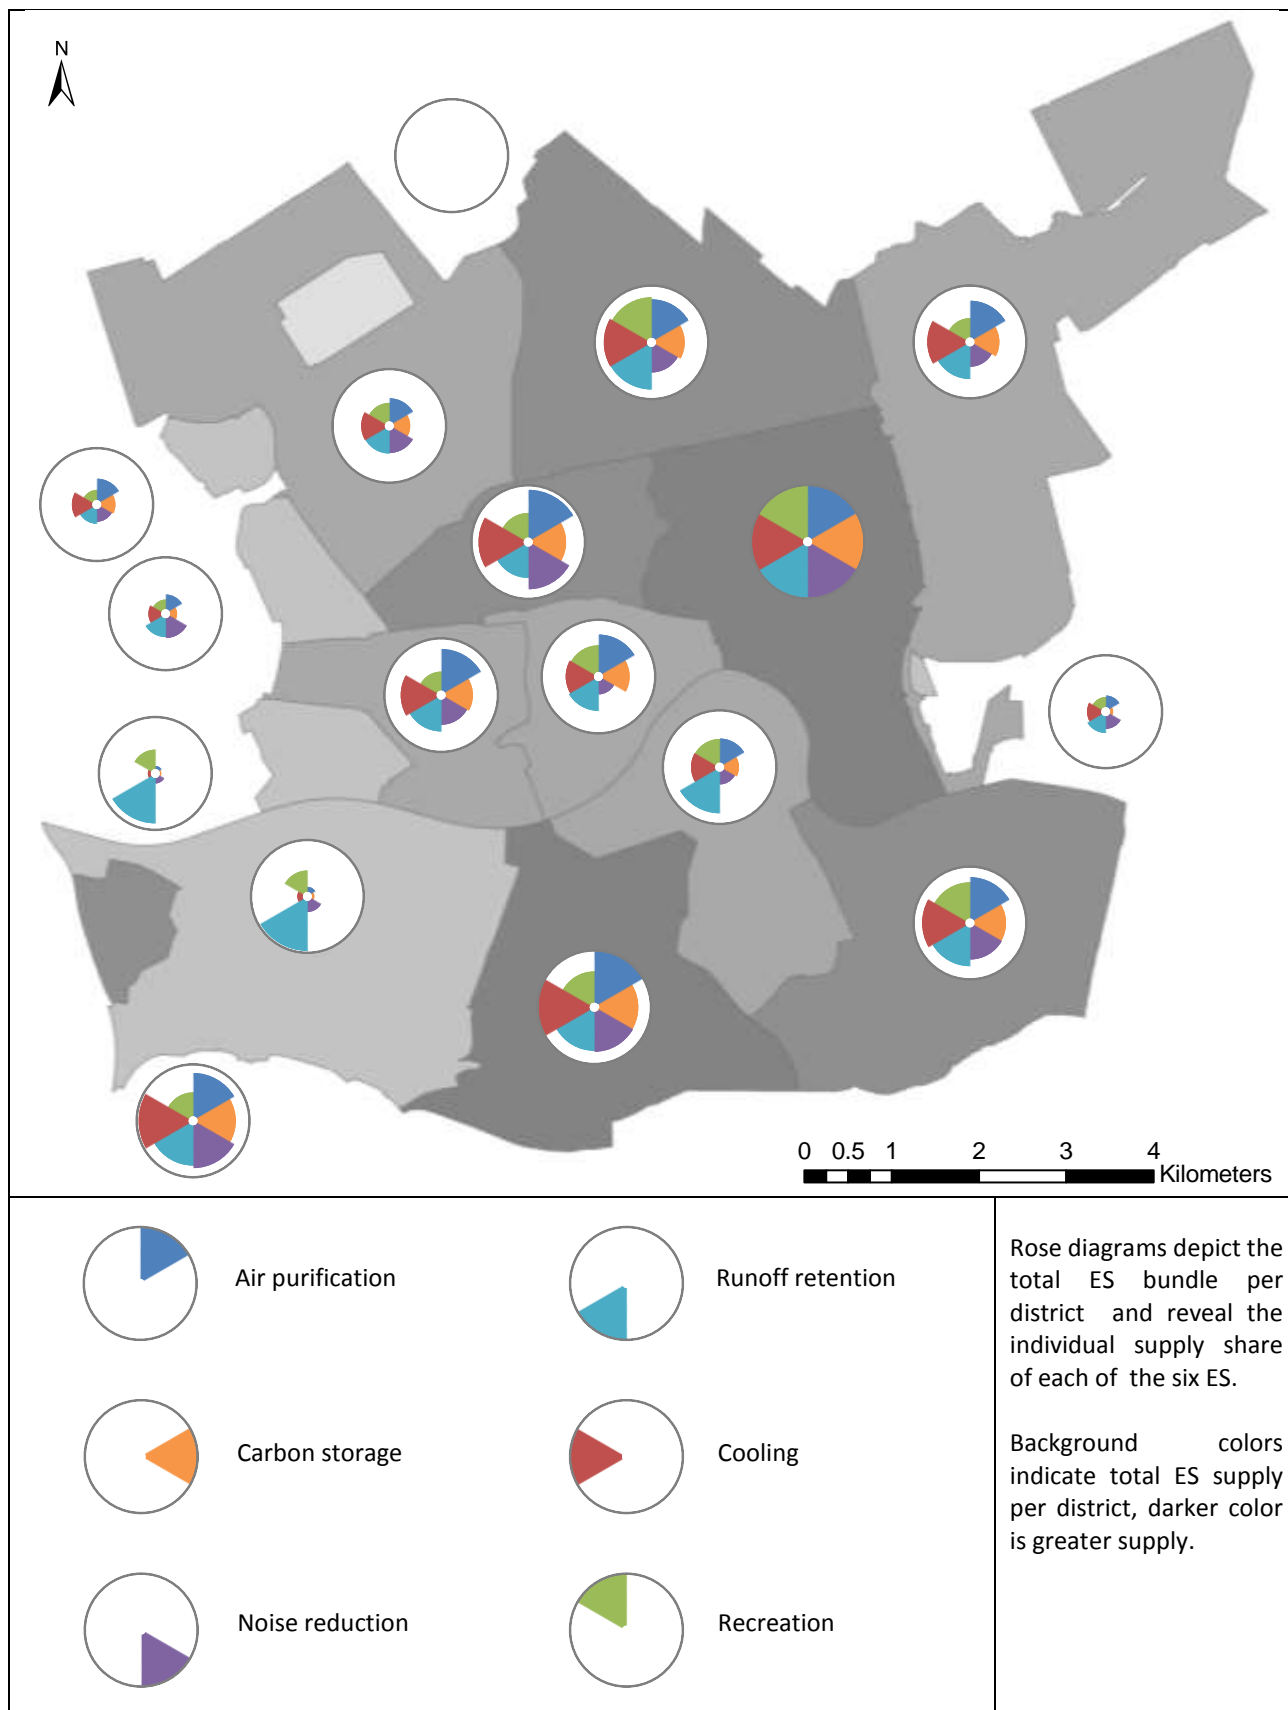 N
0 0.5 1 2 3 4
Kilometers
Air purification
Runoff retention
Carbon storage
Cooling
Noise reduction
Recreation
Rose diagrams depict the
total ES bundle per
district and reveal the
individual supply share
of each of the six ES.
Background colors
indicate total ES supply
per district, darker color
is greater supply.